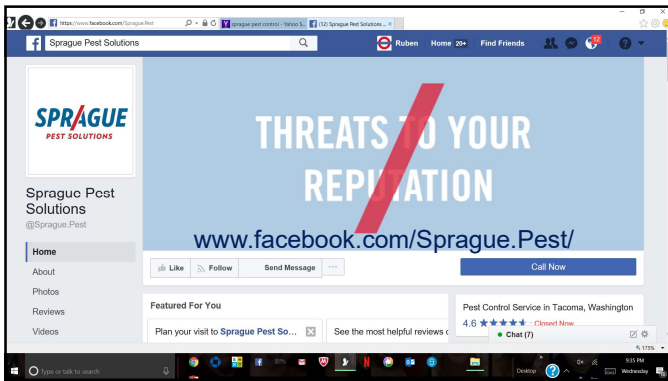 https://www.facebook.com/Sprague.Pest
sprague pest control - Yahoo S...
(12) Sprague Pest Solutions ...
Sprague Pest Solutions
Ruben
Home 20+
Find Friends
12
SPRAGUE
PEST SOLUTIONS
THREATS TO YOUR
REPUTATION
www.facebook.com/Sprague.Pest/
Sprague Pest
Solutions
@Sprague.Pest
Home
About
Photos
Reviews
Videos
Like
Follow
Send Message
Call Now
Featured For You
Plan your visit to Sprague Pest So...
See the most helpful reviews o
Pest Control Service in Tacoma, Washington
4.6 ★★★★★ · Closed Now
Chat (7)
175%
Type or talk to search
Desktop
9:35 PM
Wednesday